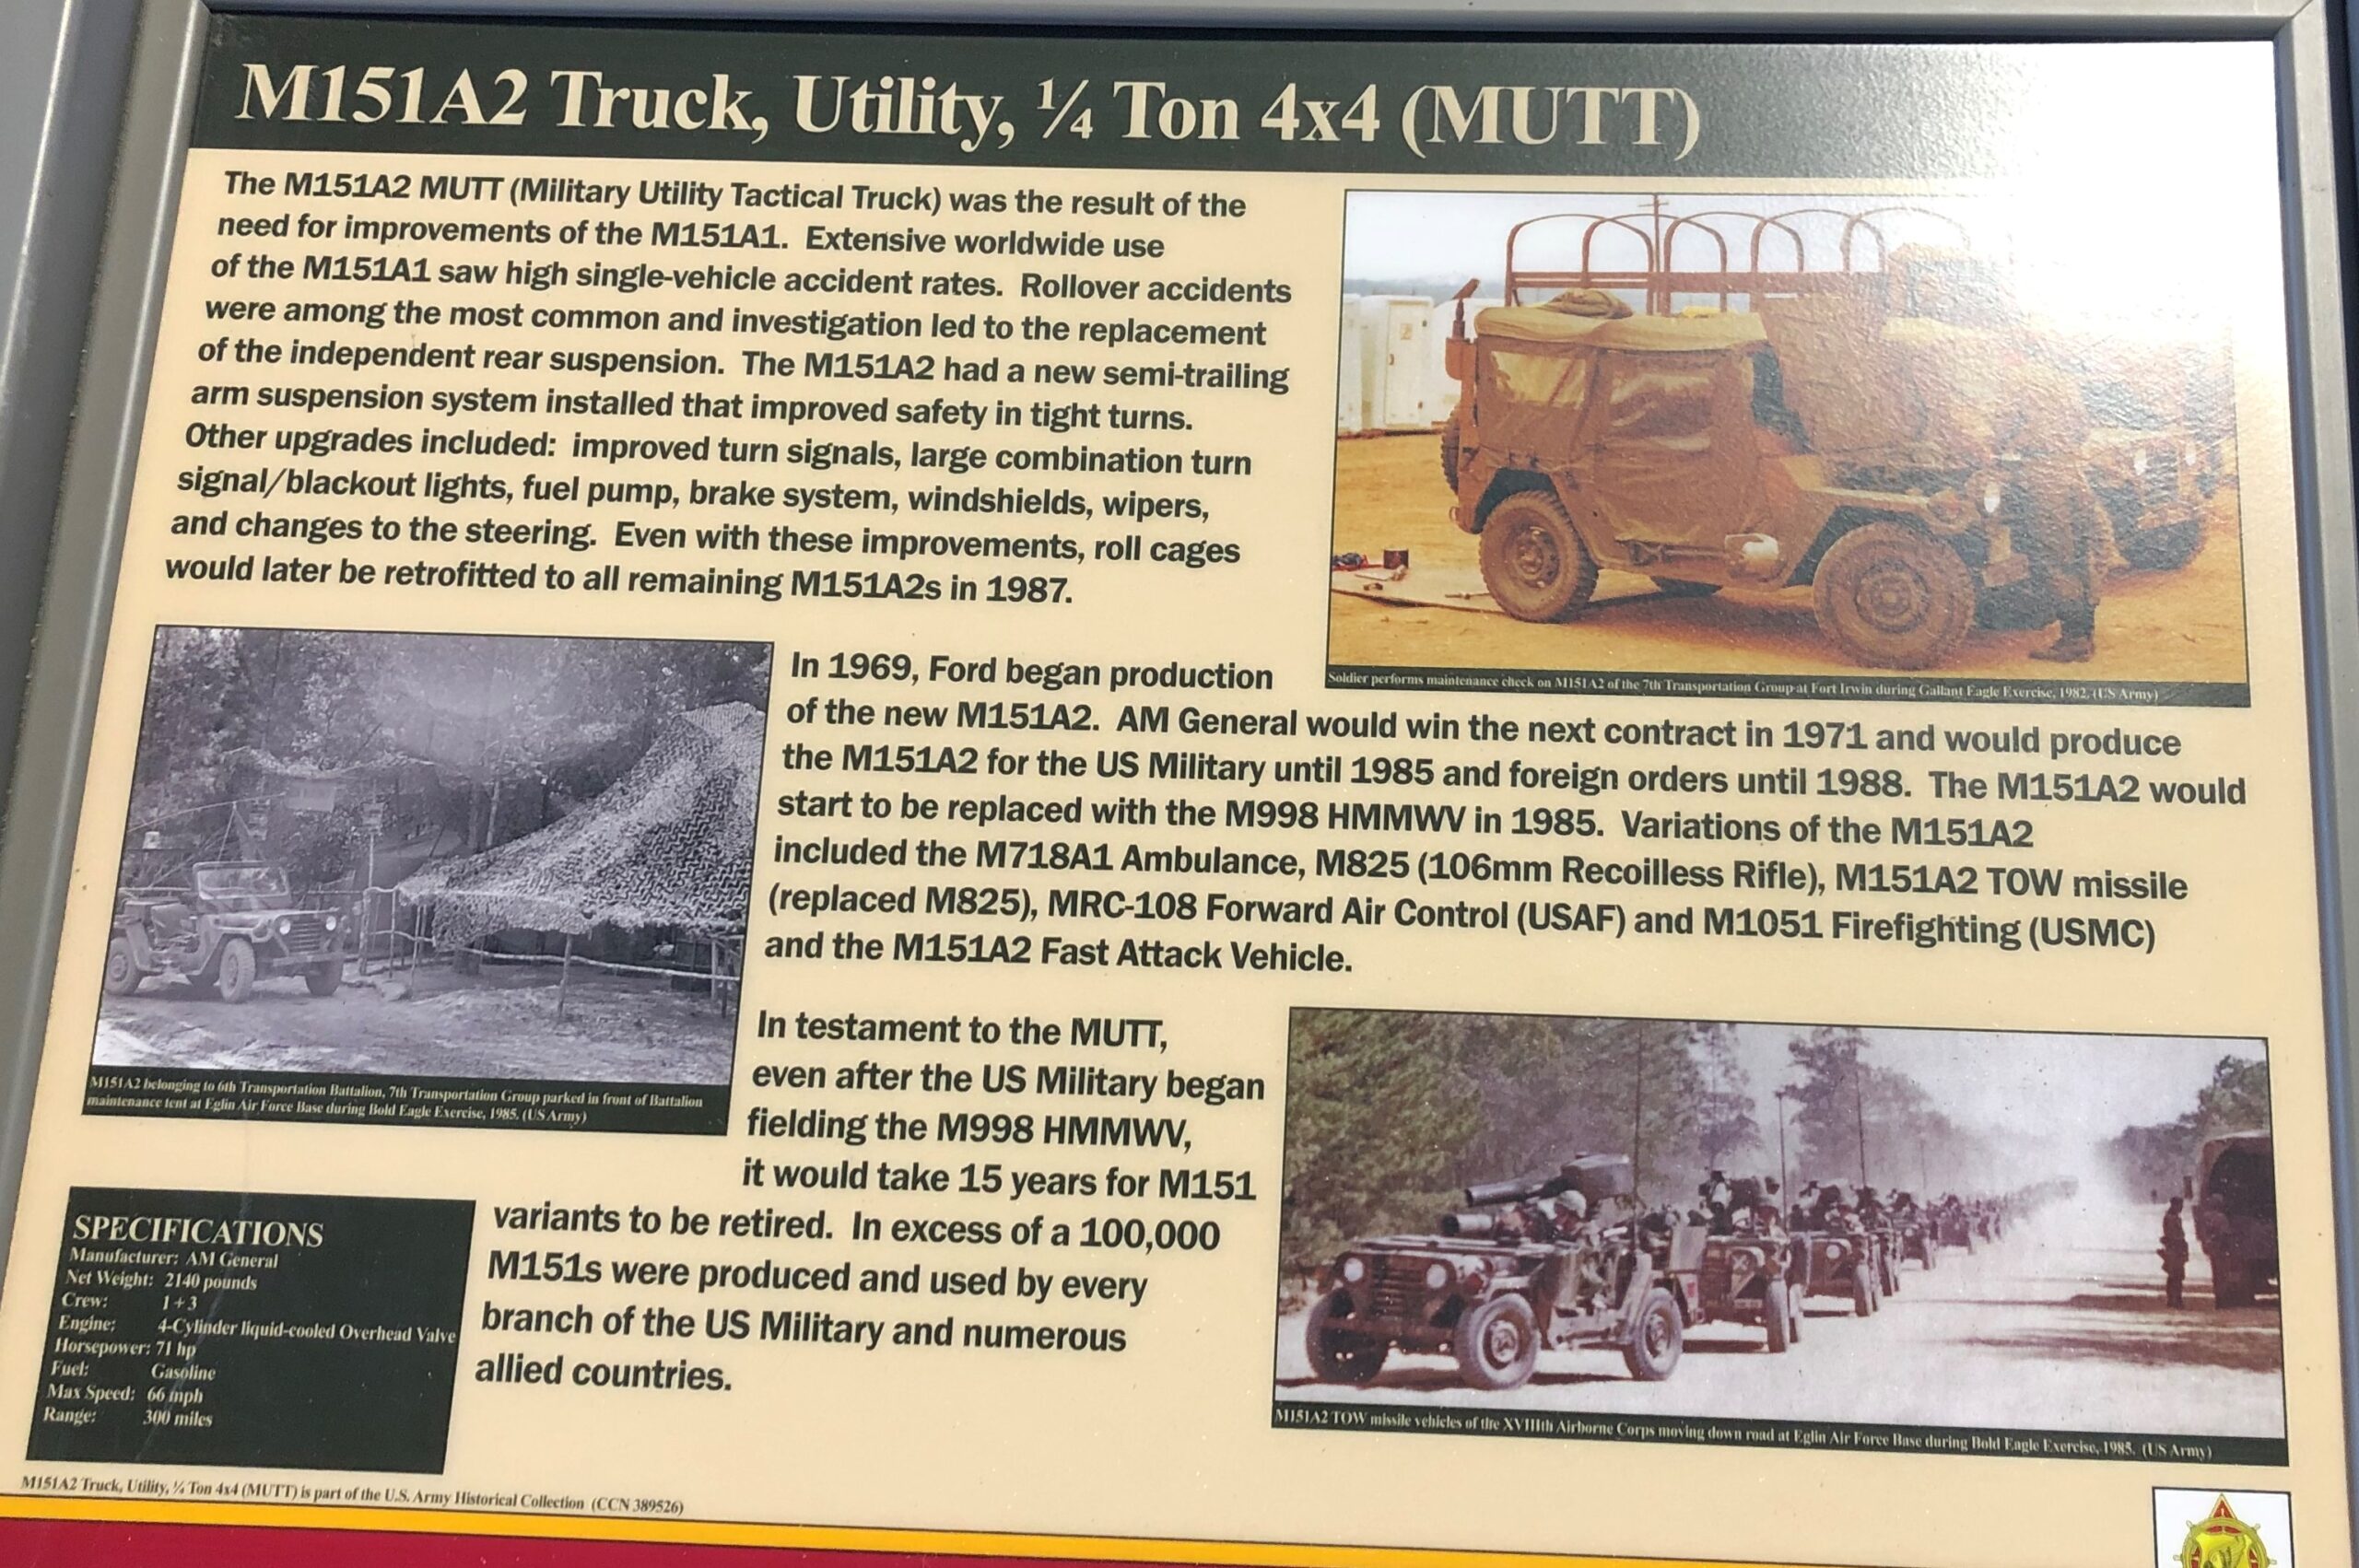 M151A2 Truck, Utility, ¼ Ton 4x4 (MUTT)
The M151A2 MUTT (Military Utility Tactical Truck) was the result of the
need for improvements of the M151A1. Extensive worldwide use
of the M151A1 saw high single-vehicle accident rates. Rollover accidents
were among the most common and investigation led to the replacement
of the independent rear suspension. The M151A2 had a new semi-trailing
arm suspension system installed that improved safety in tight turns.
Other upgrades included: improved turn signals, large combination turn
signal/blackout lights, fuel pump, brake system, windshields, wipers,
and changes to the steering. Even with these improvements, roll cages
would later be retrofitted to all remaining M151A2s in 1987.
Soldier performs maintenance check on M151A2 of the 7th Transportation Group at Fort Irwin during Gallant Eagle Exercise, 1982. (US Army)
In 1969, Ford began production
of the new M151A2. AM General would win the next contract in 1971 and would produce
the M151A2 for the US Military until 1985 and foreign orders until 1988. The M151A2 would
start to be replaced with the M998 HMMWV in 1985. Variations of the M151A2
included the M718A1 Ambulance, M825 (106mm Recoilless Rifle), M151A2 TOW missile
(replaced M825), MRC-108 Forward Air Control (USAF) and M1051 Firefighting (USMC)
and the M151A2 Fast Attack Vehicle.
M151A2 belonging to 6th Transportation Battalion, 7th Transportation Group parked in front of Battalion
maintenance tent at Eglin Air Force Base during Bold Eagle Exercise, 1985. (US Army)
In testament to the MUTT,
even after the US Military began
fielding the M998 HMMWV,
it would take 15 years for M151
variants to be retired. In excess of a 100,000
M151s were produced and used by every
branch of the US Military and numerous
allied countries.
M151A2 TOW missile vehicles of the XVIIIth Airborne Corps moving down road at Eglin Air Force Base during Bold Eagle Exercise, 1985. (US Army)
SPECIFICATIONS
Manufacturer: AM General
Net Weight: 2140 pounds
Crew: 1+3
Engine: 4-Cylinder liquid-cooled Overhead Valve
Horsepower: 71 hp
Fuel: Gasoline
Max Speed: 66 mph
Range: 300 miles
M151A2 Truck, Utility, ¼ Ton 4x4 (MUTT) is part of the U.S. Army Historical Collection (CCN 389526)